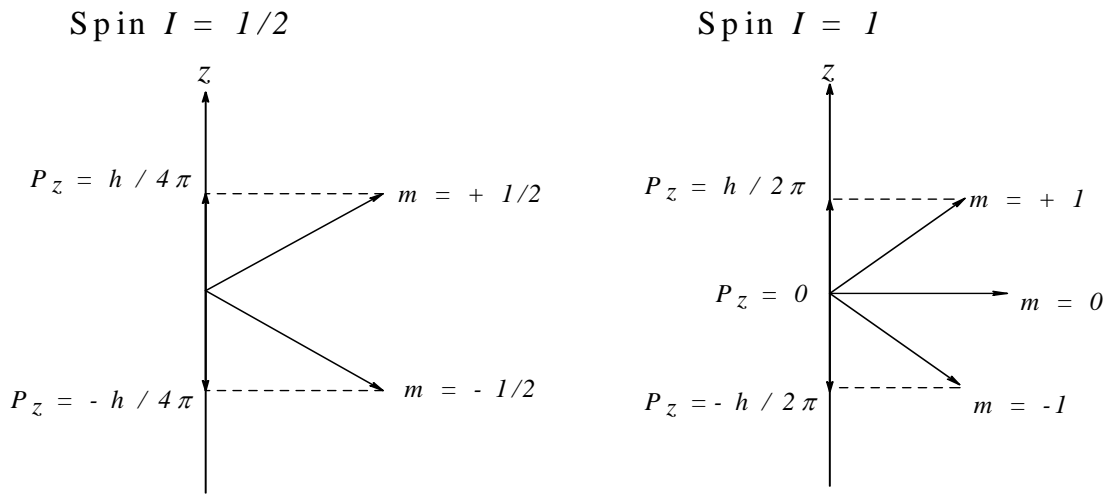 Spin I = 1/2
z
P z = h / 4 π
m = + 1/2
m = - 1/2
P z = - h / 4 π
Spin I = 1
z
P z = h / 2 π
m = + 1
P z = 0
m = 0
P z = - h / 2 π
m = -1